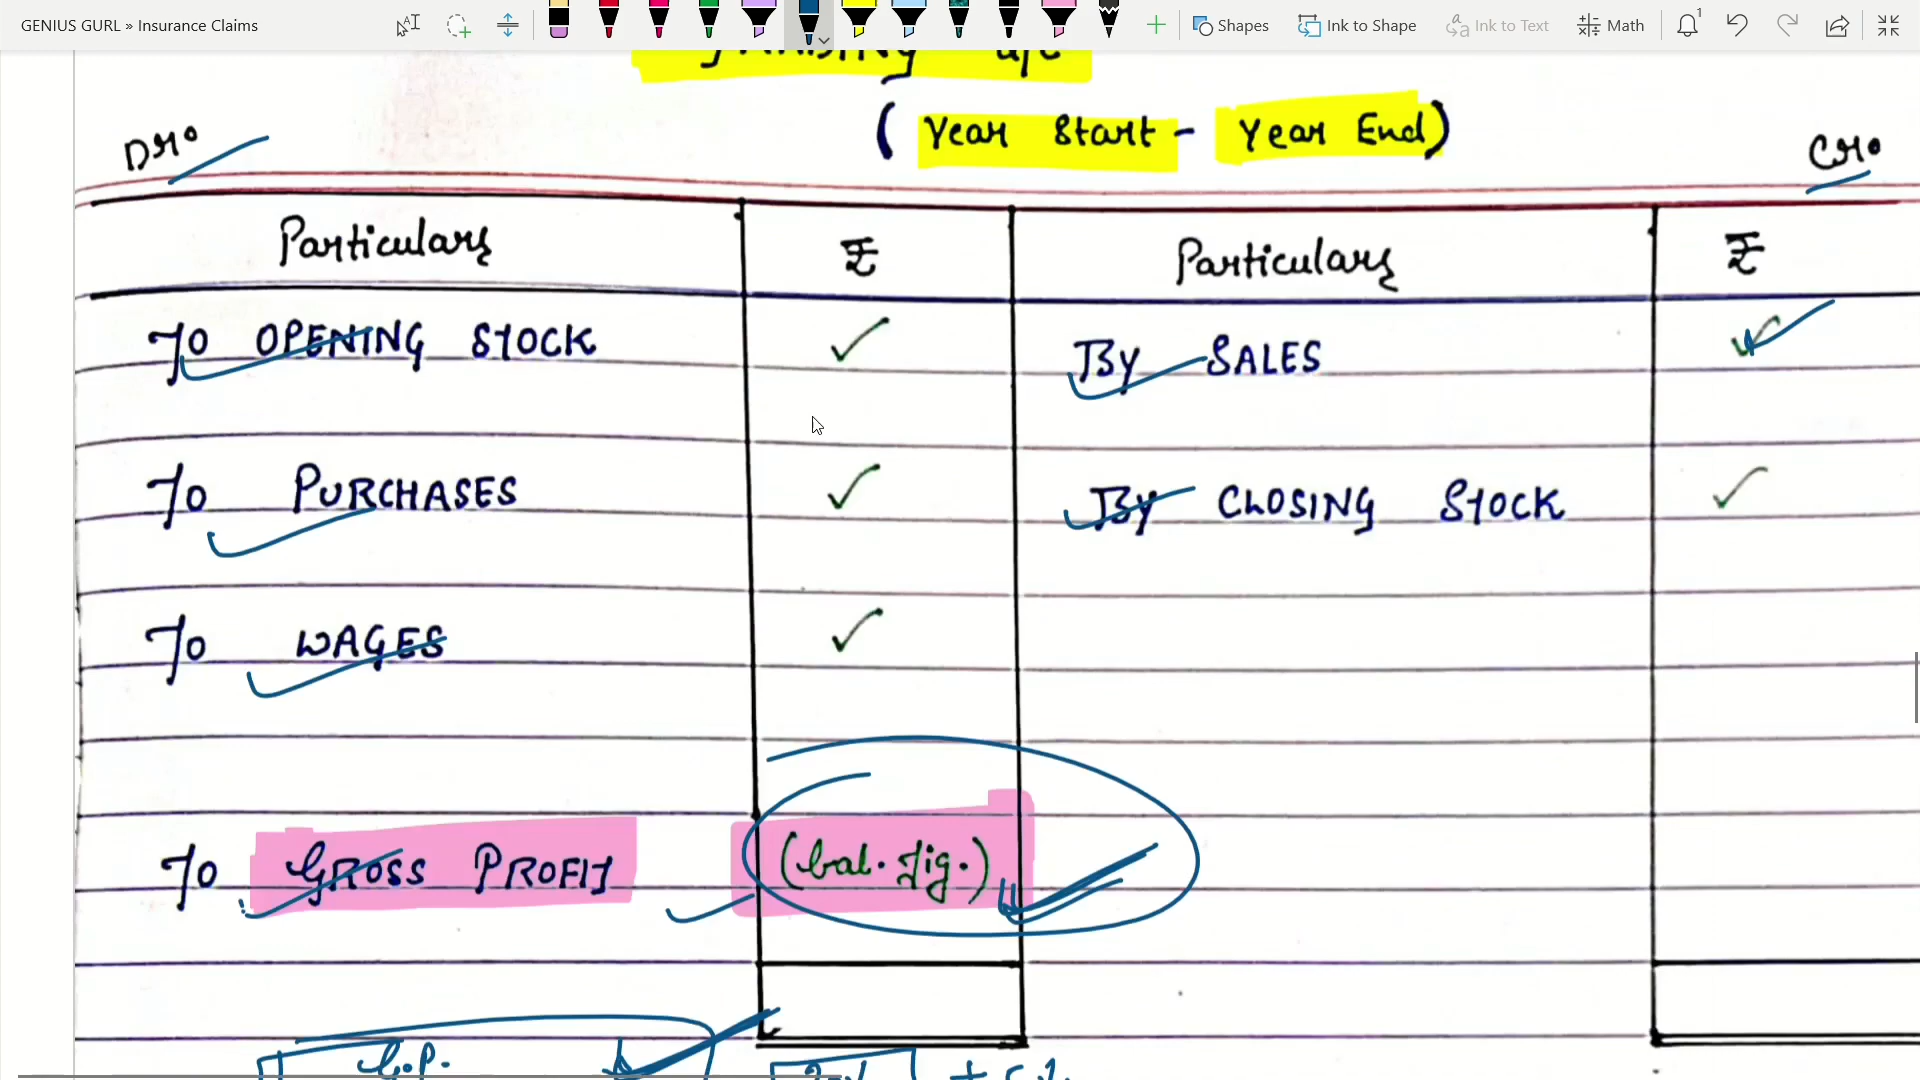 GENIUS GURL » Insurance Claims
Shapes
Ink to Shape
Ink to Text
Math
1
a/c
(Year Start - Year End)
Dr.
Cr.
Particulars ₹ Particulars ₹
To OPENING STOCK ✓ By SALES ✓
To PURCHASES ✓ By CLOSING STOCK ✓
To WAGES ✓
To GROSS PROFIT (bal. fig.)
G.P.